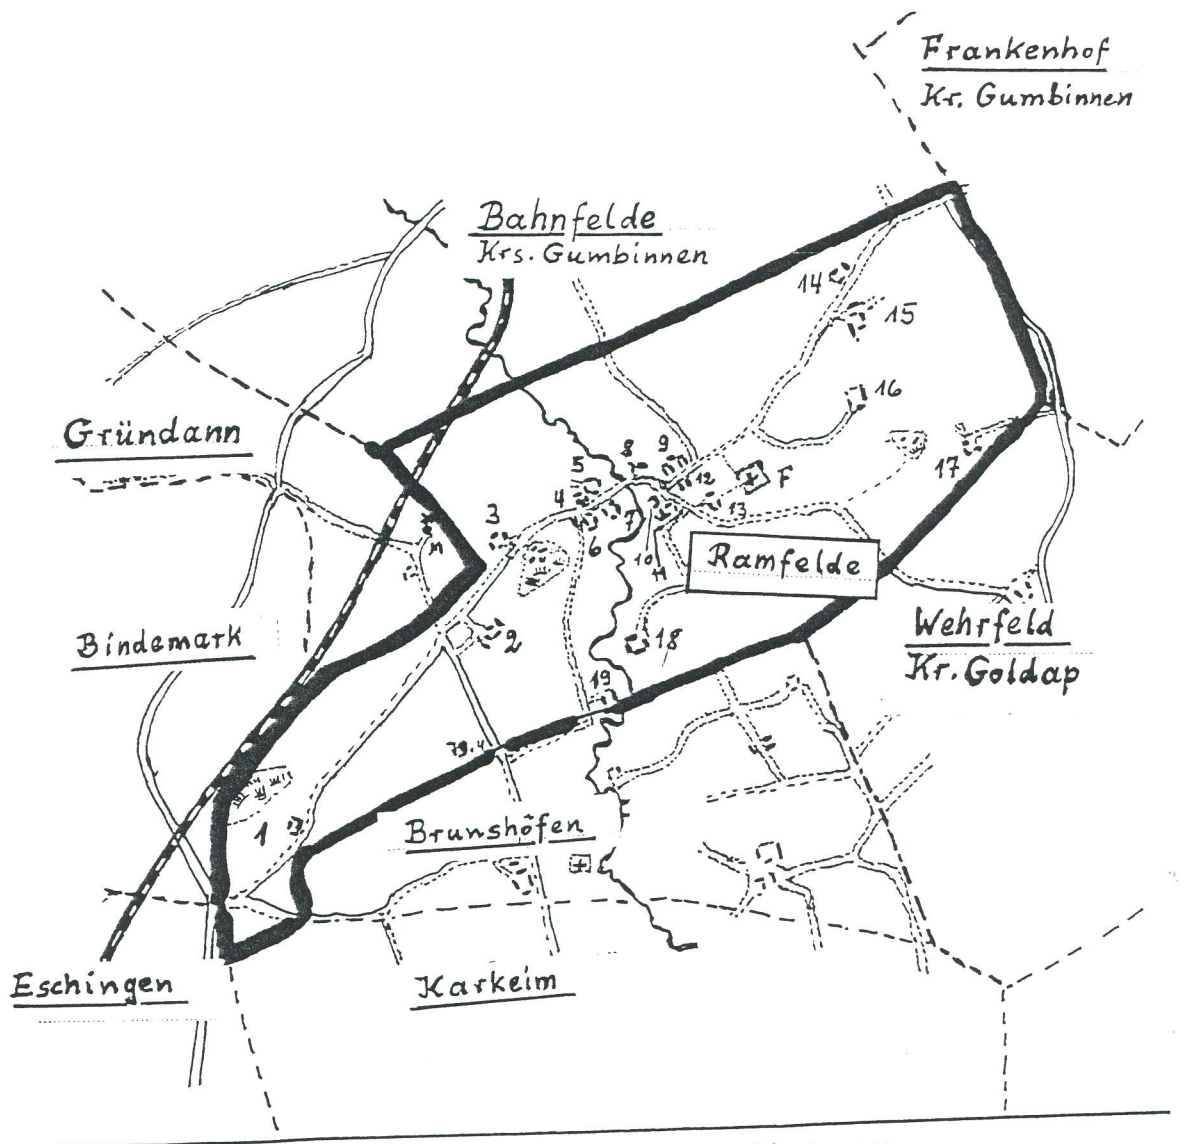 Frankenhof
Kr. Gumbinnen
Bahnfelde
Krs. Gumbinnen
14
15
16
Gründann
17
8
9
5
12
F
4
3
7
13
6
10
H
H
Ramfelde
2
18
Wehrfeld
Kr. Goldap
Bindemark
19
79.4
1
Brunshöfen
Eschingen
Karkeim